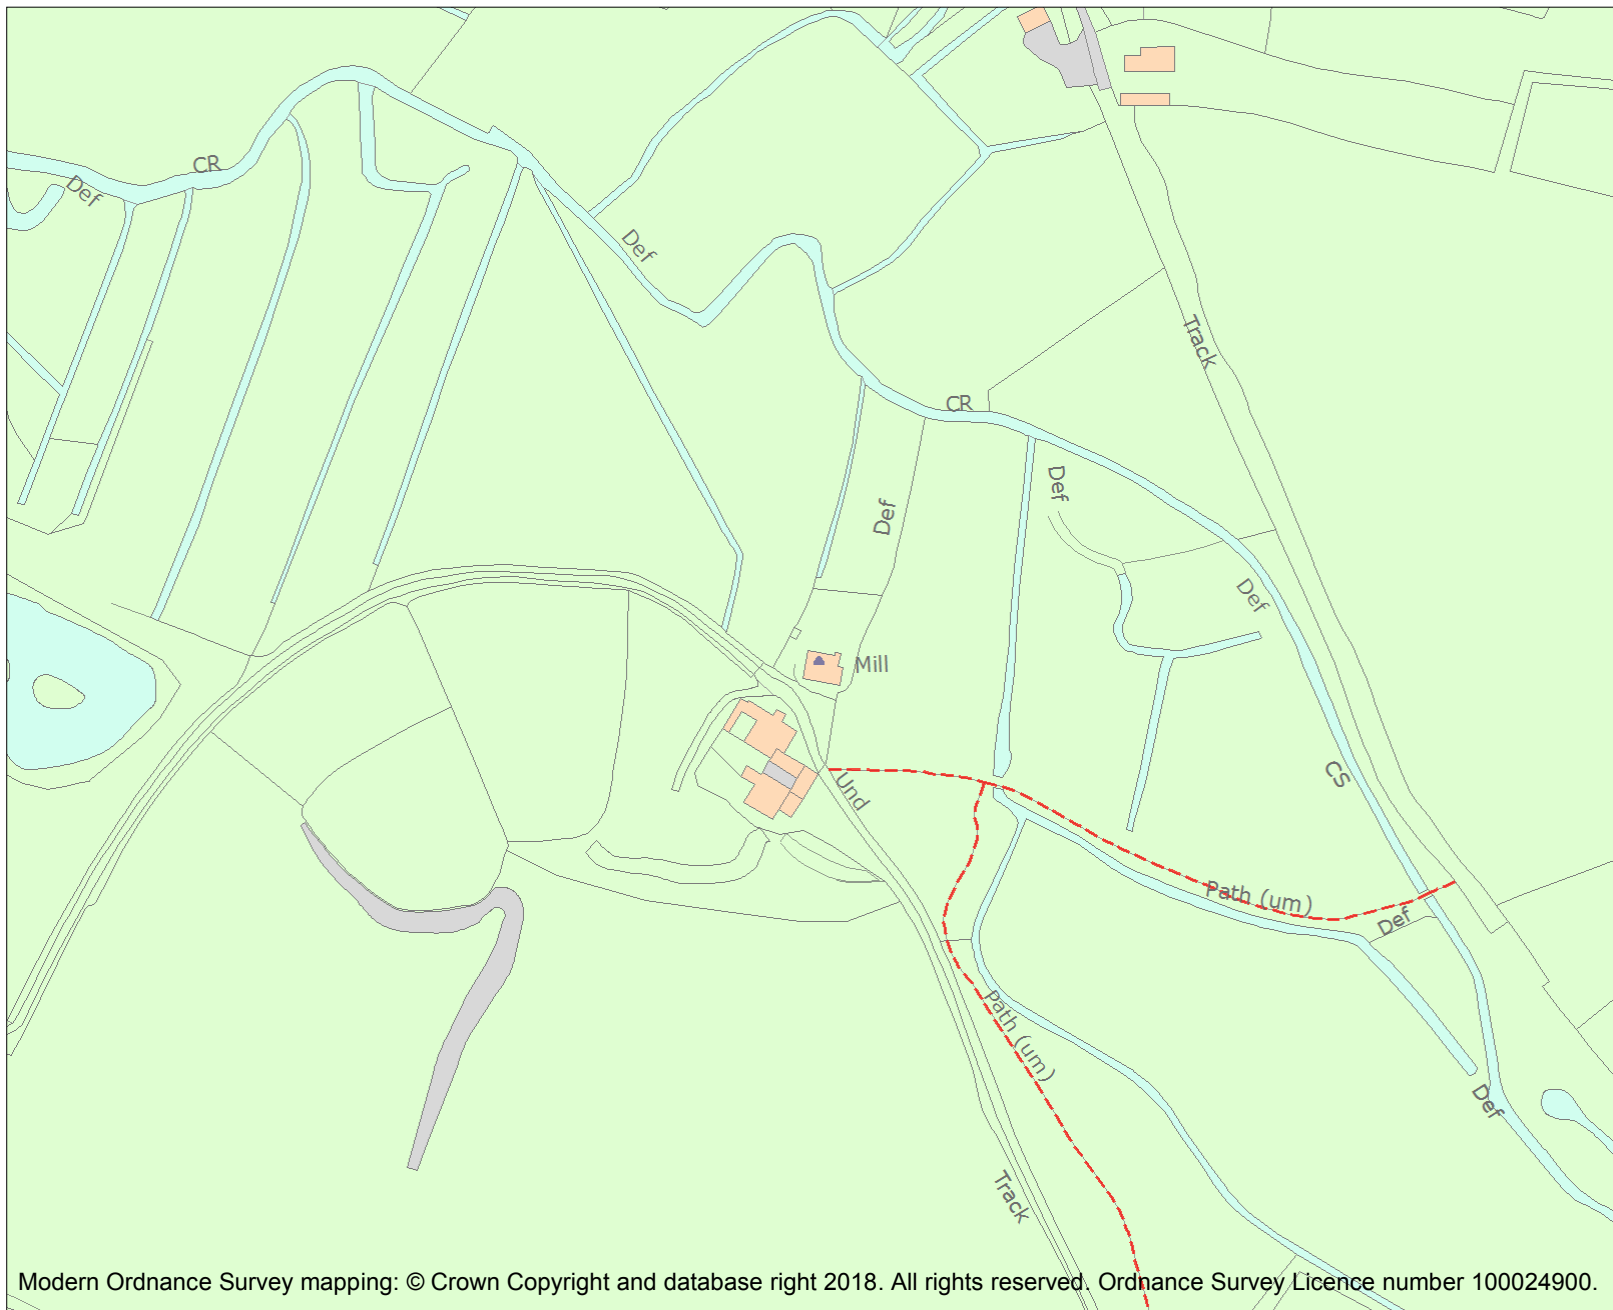 CR
Def
Def
Track
CR
Def
Def
Def
Mill
CS
Und
Path (um)
Def
Path (um)
Def
Track
Modern Ordnance Survey mapping: © Crown Copyright and database right 2018. All rights reserved. Ordnance Survey Licence number 100024900.